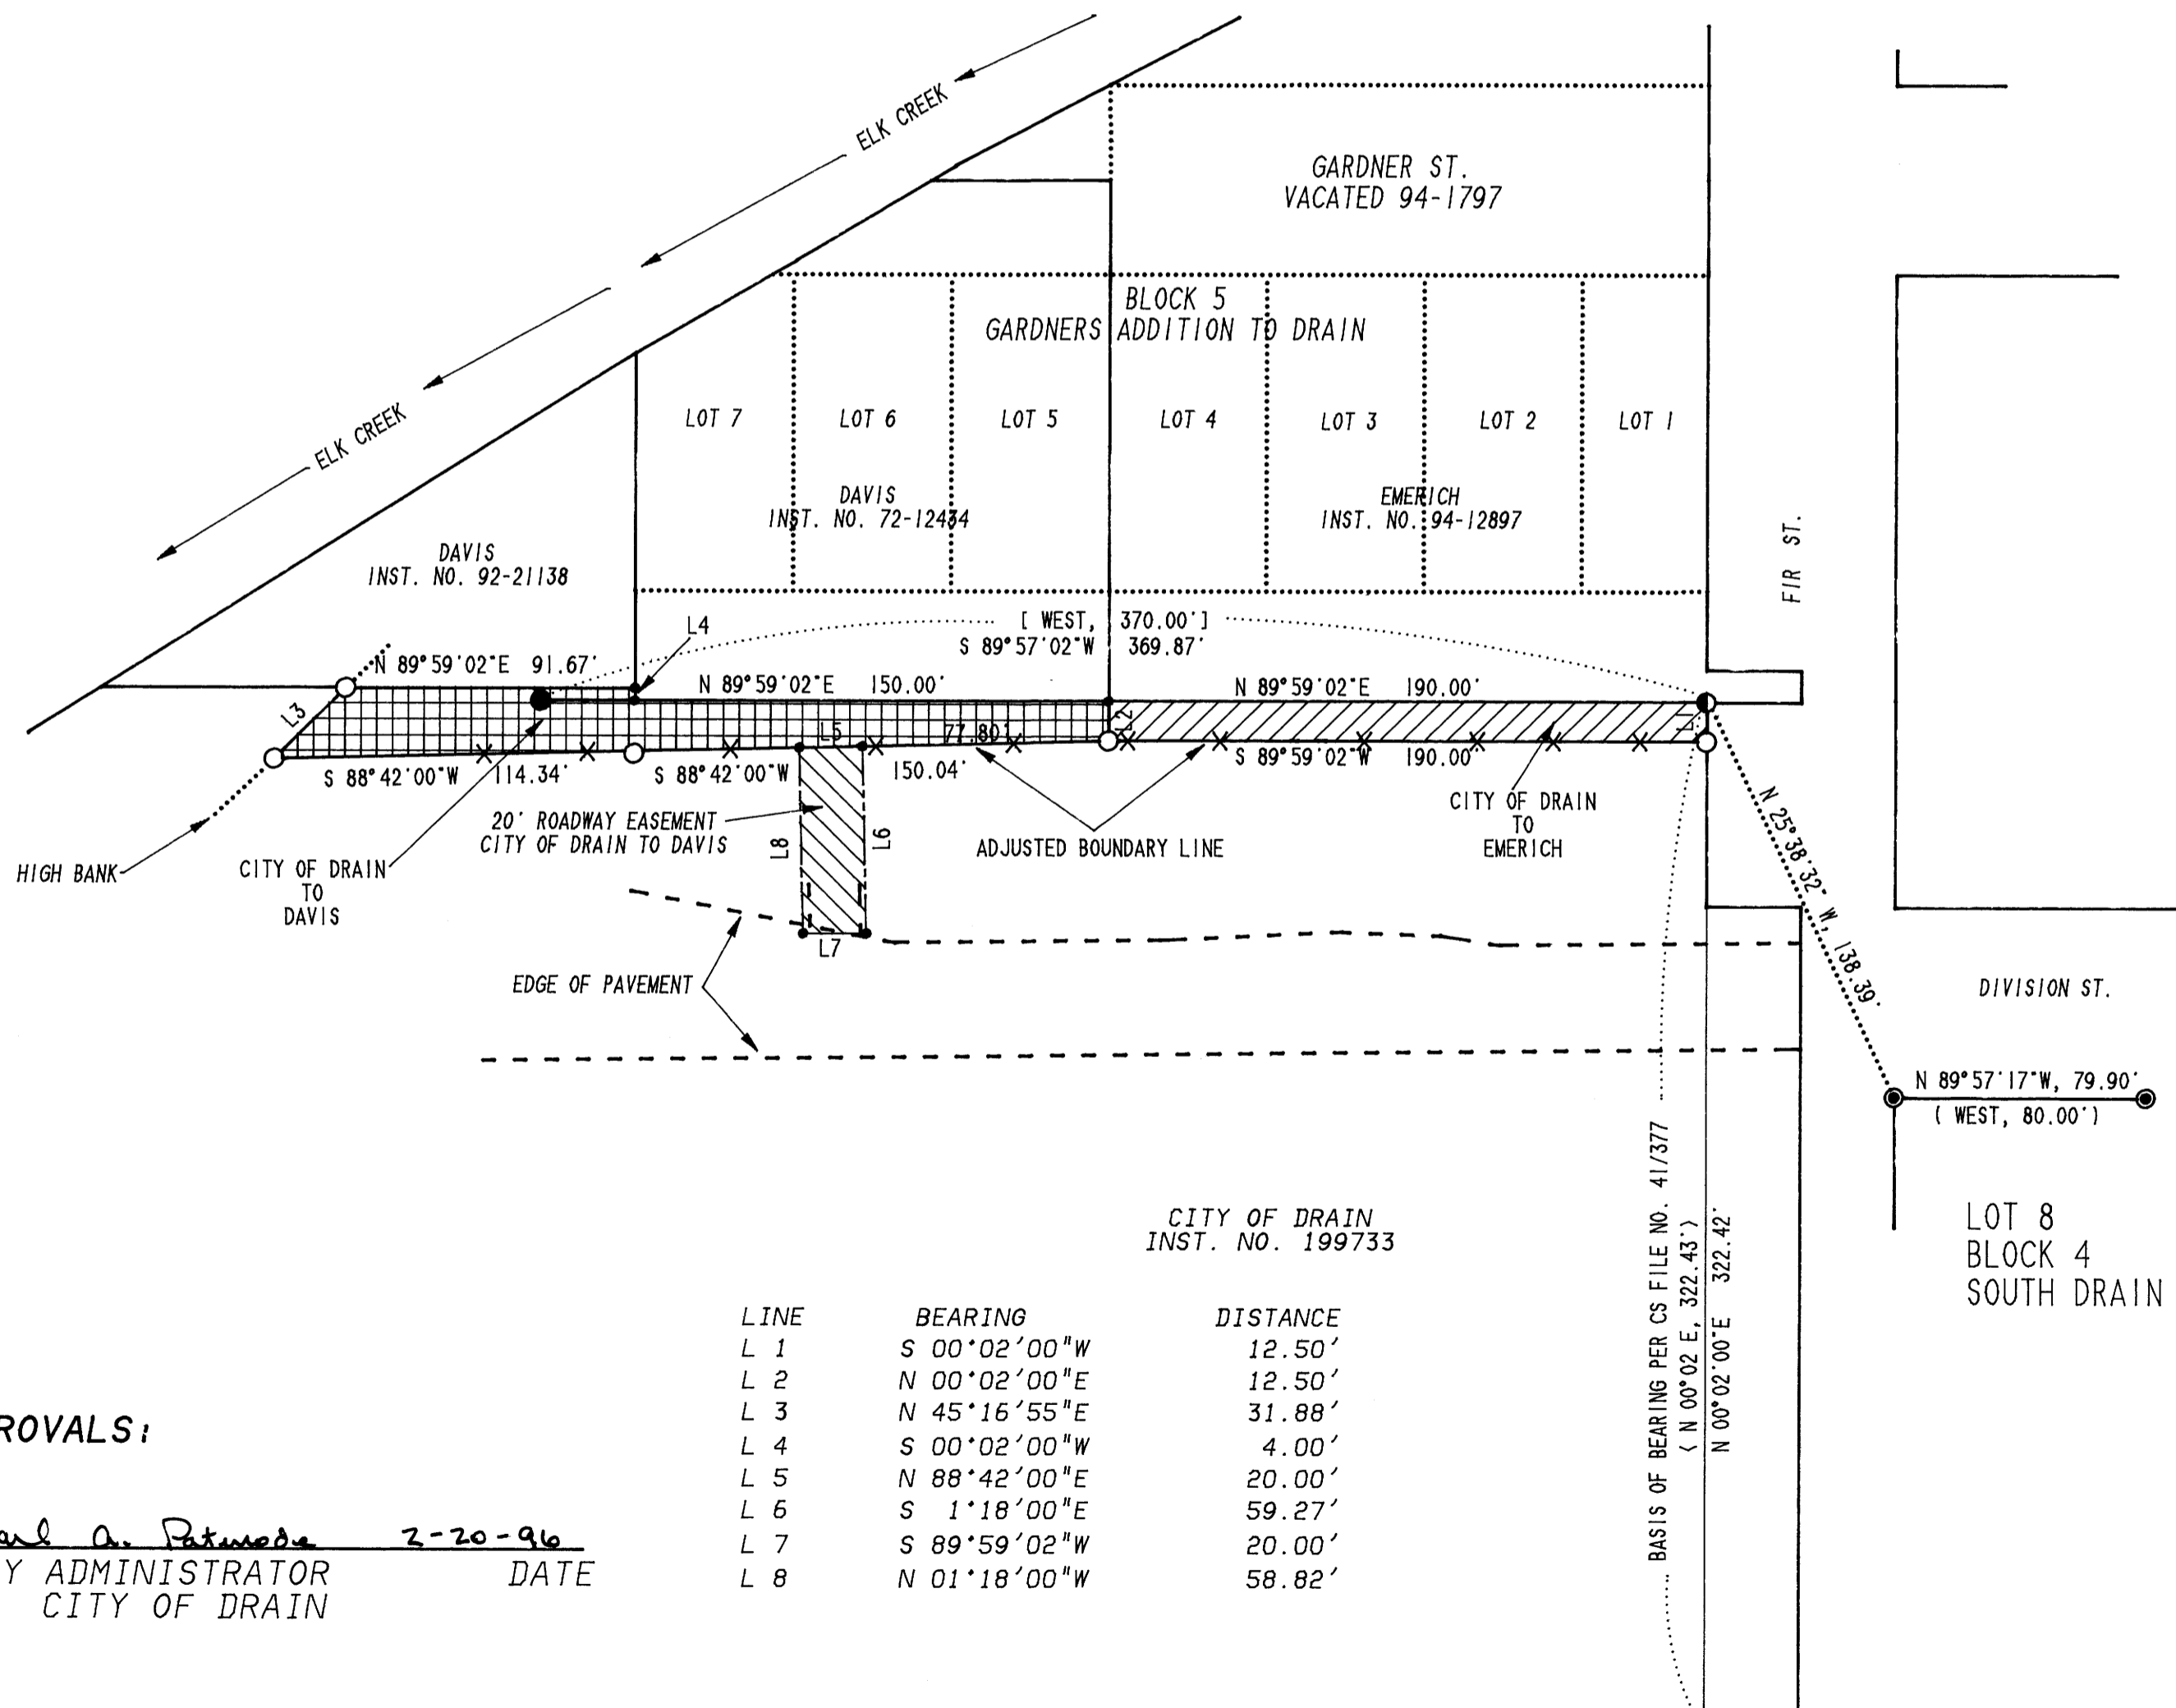 ELK CREEK
GARDNER ST.
VACATED 94-1797
BLOCK 5
GARDNERS ADDITION TO DRAIN
ELK CREEK
LOT 7
LOT 6
LOT 5
LOT 4
LOT 3
LOT 2
LOT 1
DAVIS
INST. NO. 72-12434
EMERICH
INST. NO. 94-12897
FIR ST.
DAVIS
INST. NO. 92-21138
L4
[ WEST, 370.00']
S 89°57'02"W 369.87'
N 89°59'02"E 91.67'
N 89°59'02"E 150.00'
N 89°59'02"E 190.00'
L3
L5
77.80'
L2
L1
S 88°42'00"W 114.34'
S 88°42'00"W 150.04'
S 89°59'02"W 190.00'
20' ROADWAY EASEMENT
CITY OF DRAIN TO DAVIS
L8
L6
L7
ADJUSTED BOUNDARY LINE
CITY OF DRAIN
TO
EMERICH
N 25°38'32" W, 138.39'
HIGH BANK
CITY OF DRAIN
TO
DAVIS
EDGE OF PAVEMENT
DIVISION ST.
N 89°57'17"W, 79.90'
( WEST, 80.00')
LOT 8
BLOCK 4
SOUTH DRAIN
BASIS OF BEARING PER CS FILE NO. 41/377
< N 00°02 E, 322.43'>
N 00°02'00"E 322.42'
CITY OF DRAIN
INST. NO. 199733
LINE BEARING DISTANCE
L 1 S 00°02'00"W 12.50'
L 2 N 00°02'00"E 12.50'
L 3 N 45°16'55"E 31.88'
L 4 S 00°02'00"W 4.00'
L 5 N 88°42'00"E 20.00'
L 6 S 1°18'00"E 59.27'
L 7 S 89°59'02"W 20.00'
L 8 N 01°18'00"W 58.82'
ROVALS:
a. 2-20-96
Y ADMINISTRATOR DATE
CITY OF DRAIN